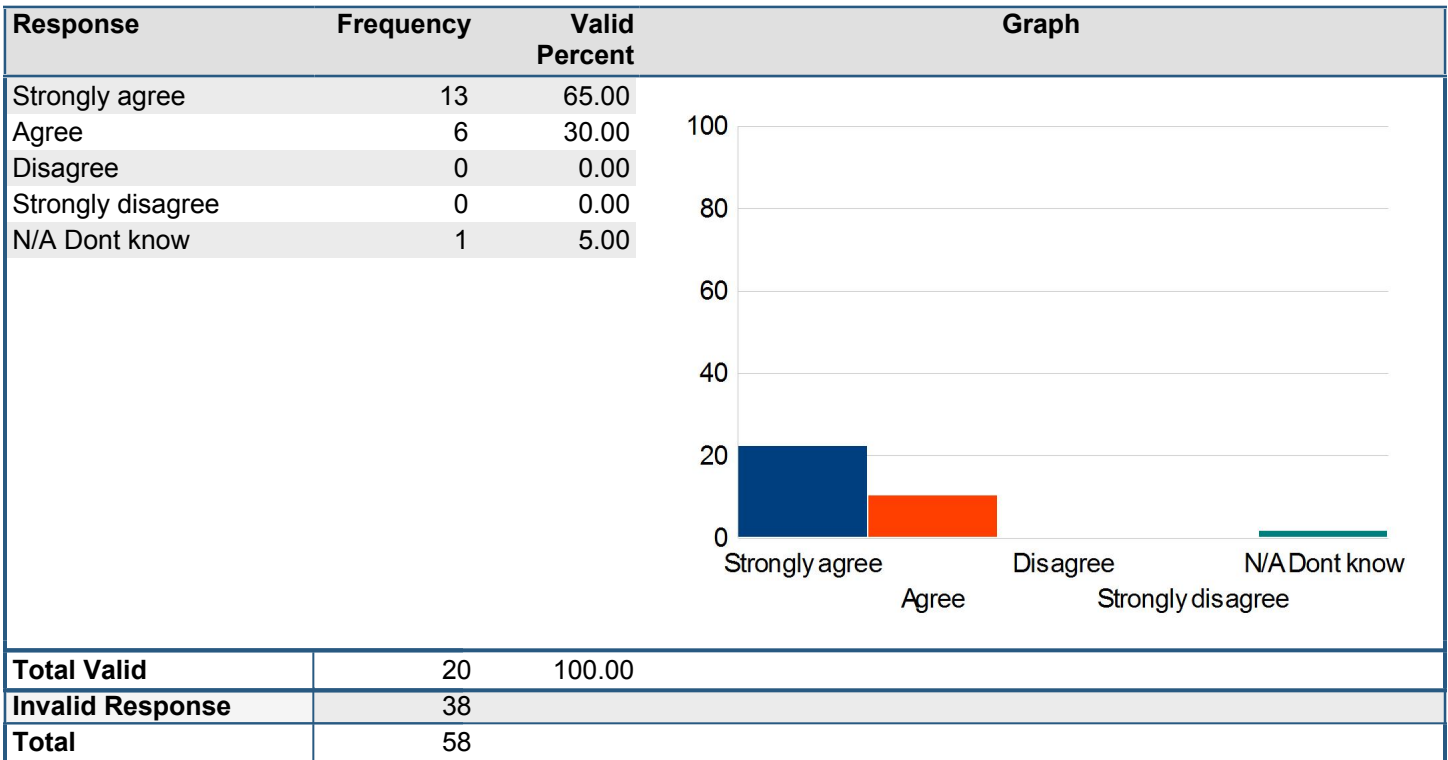 Response Frequency Valid Percent Graph
Strongly agree 13 65.00
Agree 6 30.00
Disagree 0 0.00
Strongly disagree 0 0.00
N/A Dont know 1 5.00
100
80
60
40
20
0
Strongly agree Disagree N/A Dont know
Agree Strongly disagree
Total Valid 20 100.00
Invalid Response 38
Total 58